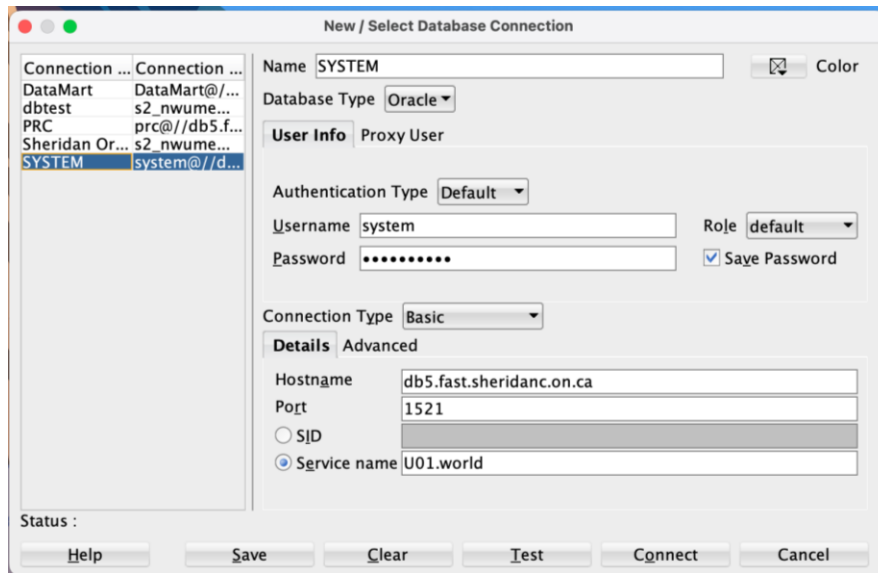 New / Select Database Connection
Connection ... Connection ...
DataMart DataMart@/...
dbtest s2_nwume...
PRC prc@//db5.f...
Sheridan Or... s2_nwume...
SYSTEM system@//d...
Name SYSTEM Color
Database Type Oracle
User Info Proxy User
Authentication Type Default
Username system Role default
Password •••••••••• Save Password
Connection Type Basic
Details Advanced
Hostname db5.fast.sheridanc.on.ca
Port 1521
SID
Service name U01.world
Status :
Help Save Clear Test Connect Cancel